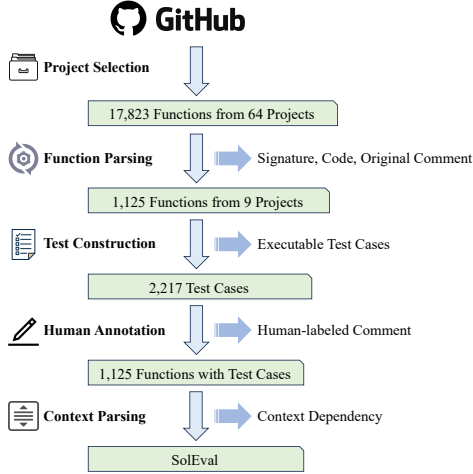 GitHub
Project Selection
17,823 Functions from 64 Projects
Function Parsing
Signature, Code, Original Comment
1,125 Functions from 9 Projects
Test Construction
Executable Test Cases
2,217 Test Cases
Human Annotation
Human-labeled Comment
1,125 Functions with Test Cases
Context Parsing
Context Dependency
SolEval